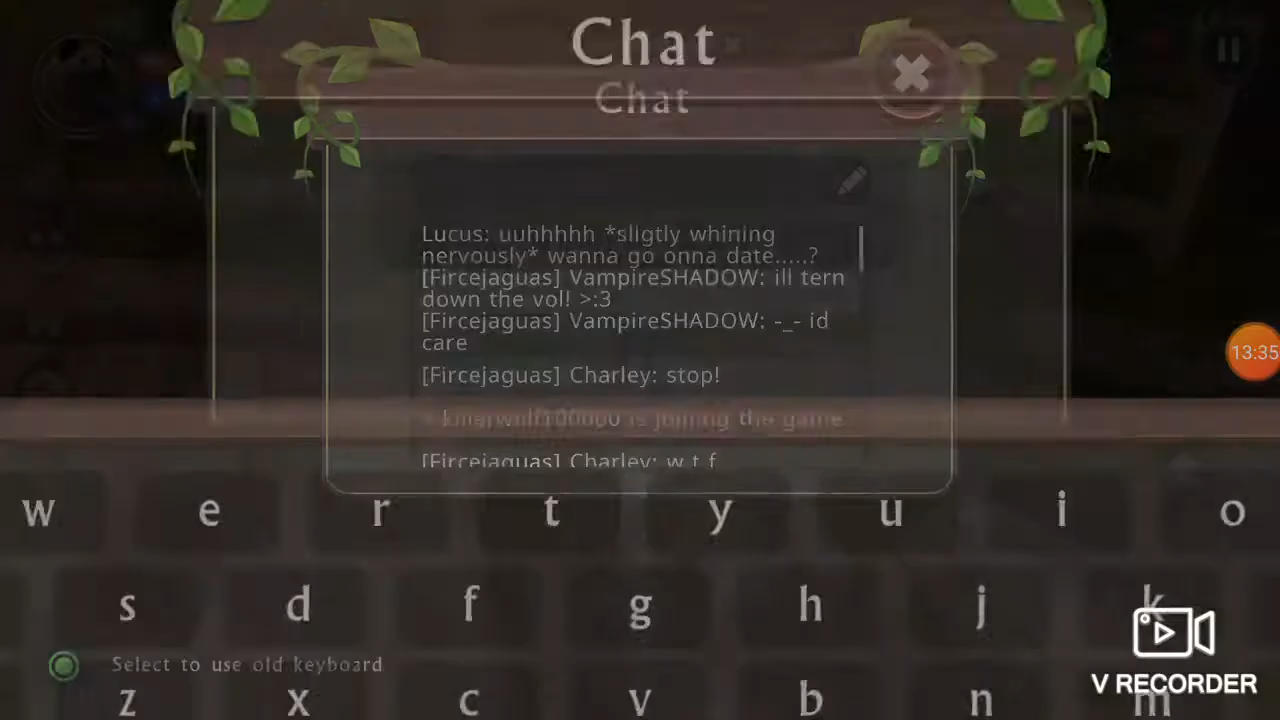 Chat
Chat
Lucus: uuhhhhh *sligtly whining
nervously* wanna go onna date.....?
[Fircejaguas] VampireSHADOW: ill tern
down the vol! >:3
[Fircejaguas] VampireSHADOW: -_- id
care
[Fircejaguas] Charley: stop!
is joining the game
[Fircejaguas] Charley: w t f
13:35
w e r t y u i o
s d f g h j k
Select to use old keyboard
z x c v b n m
V RECORDER